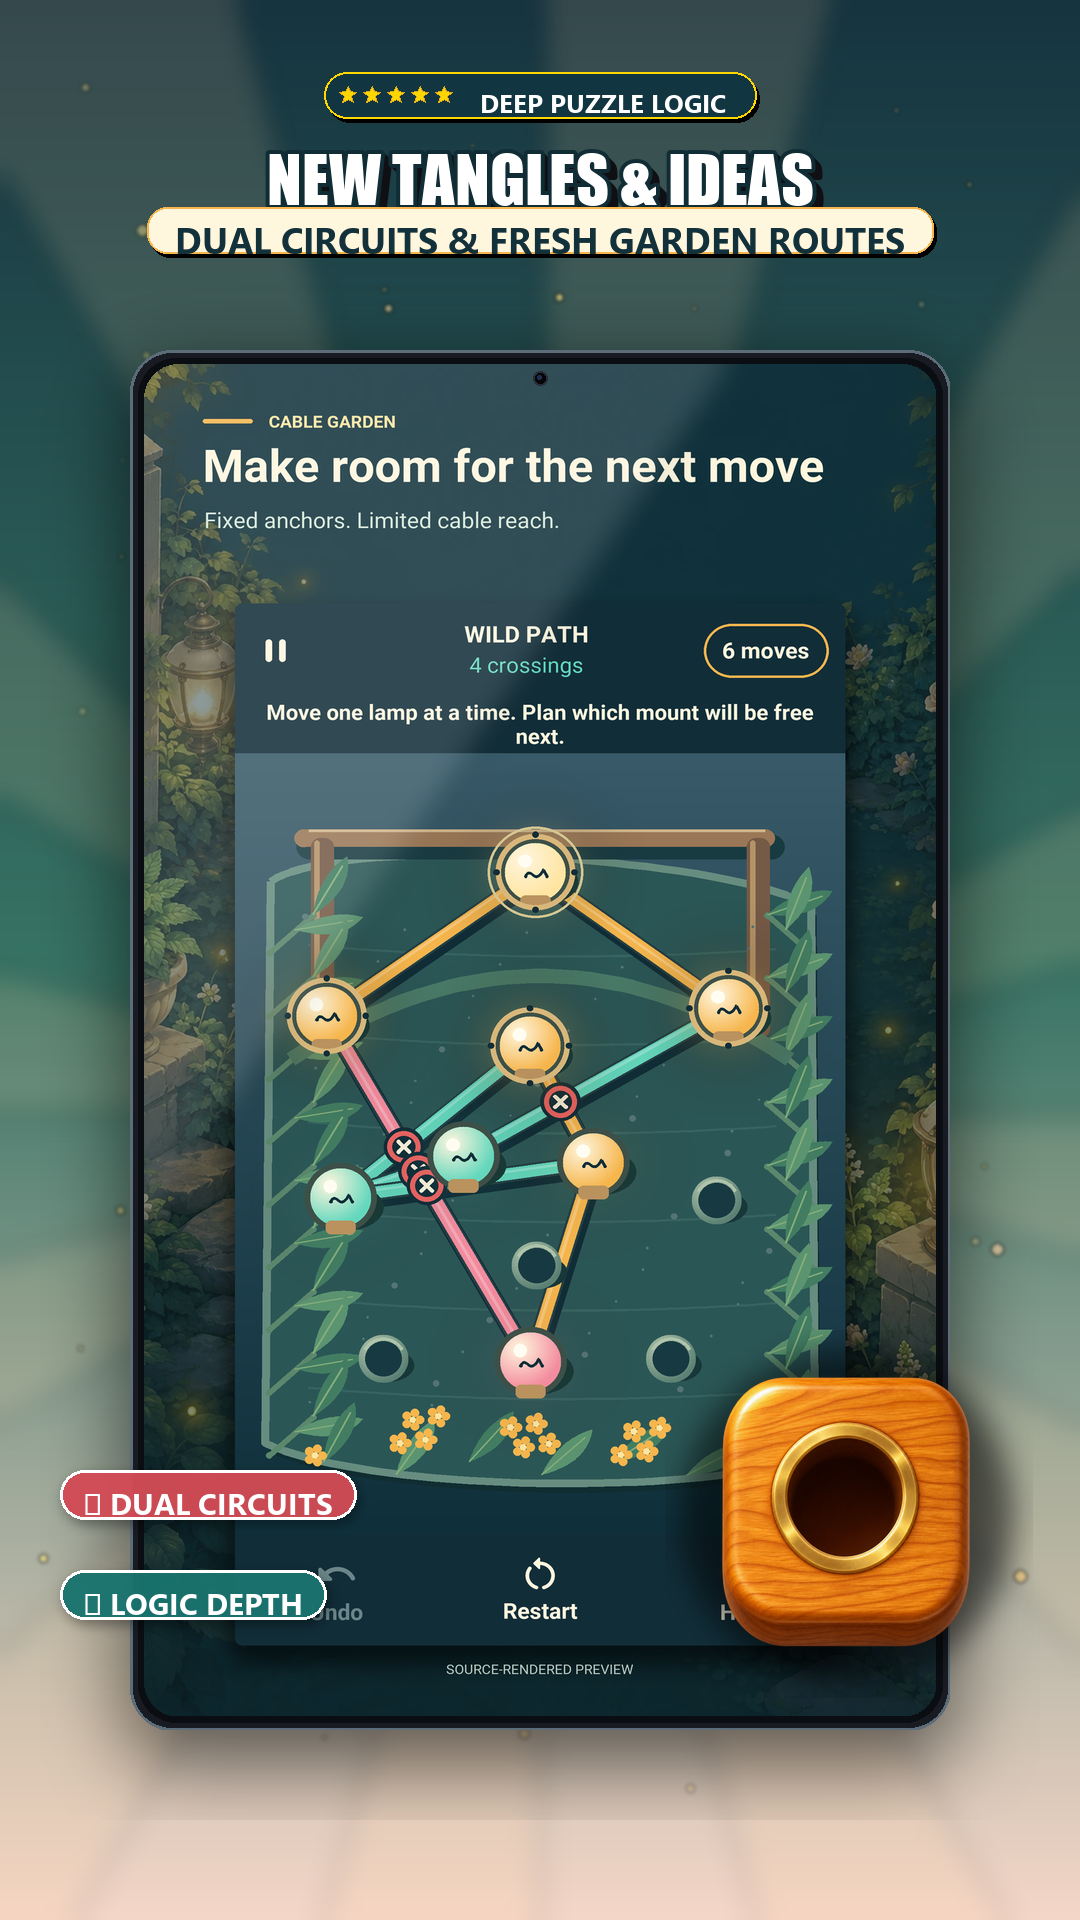 ★★★★★ DEEP PUZZLE LOGIC
NEW TANGLES & IDEAS
DUAL CIRCUITS & FRESH GARDEN ROUTES
CABLE GARDEN
Make room for the next move
Fixed anchors. Limited cable reach.
WILD PATH
4 crossings
6 moves
Move one lamp at a time. Plan which mount will be free
next.
DUAL CIRCUITS
LOGIC DEPTH
Restart
SOURCE-RENDERED PREVIEW